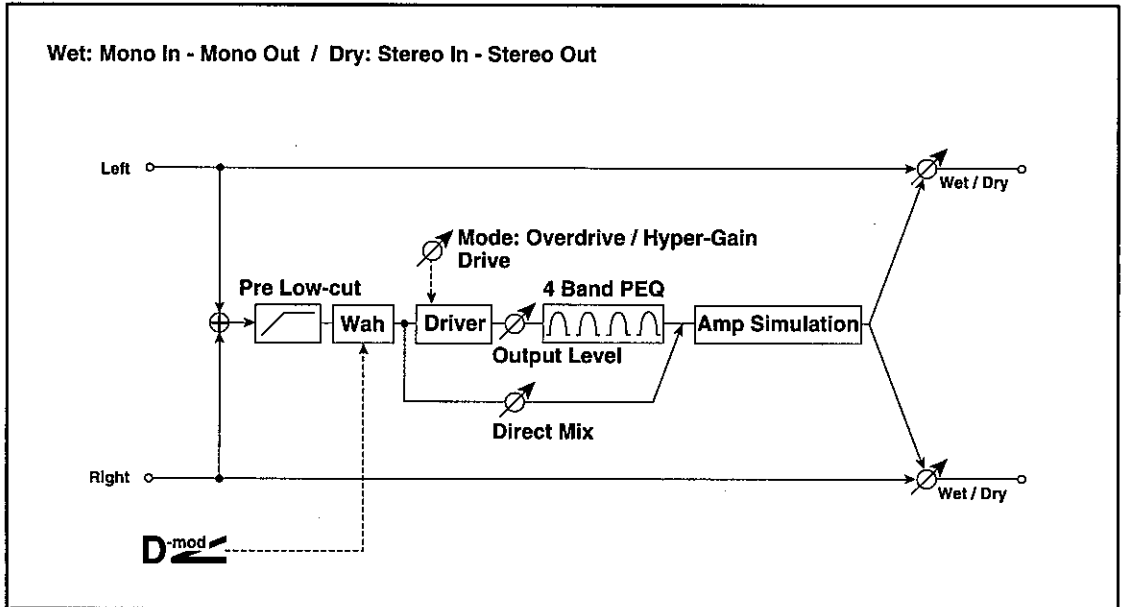 Wet: Mono In - Mono Out / Dry: Stereo In - Stereo Out
Left
Wet / Dry
Mode: Overdrive / Hyper-Gain
Drive
Pre Low-cut
4 Band PEQ
Wah
Driver
Amp Simulation
Output Level
Direct Mix
Right
Wet / Dry
D-mod